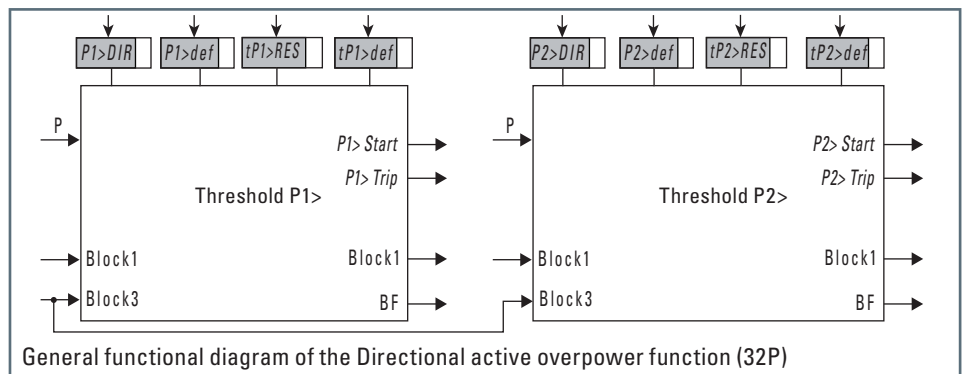 P1>DIR P1>def tP1>RES tP1>def P2>DIR P2>def tP2>RES tP2>def
P P
P1> Start P2> Start
P1> Trip P2> Trip
Threshold P1> Threshold P2>
Block1 Block1 Block1 Block1
Block3 BF Block3 BF
General functional diagram of the Directional active overpower function (32P)